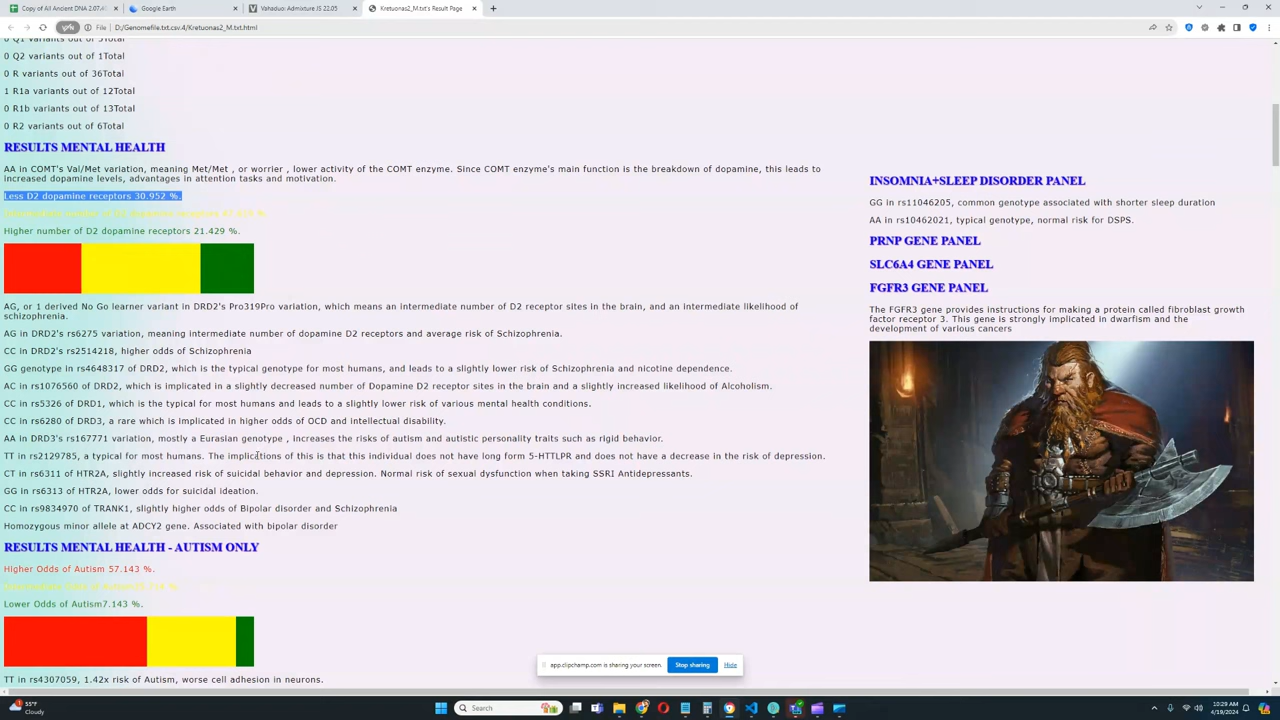 Copy of All Ancient DNA 2.07.4
Google Earth
Vahaduo: Admixture JS 22.05
Kretuonas2_M.txt's Result Page
File
D:/Genomefile.txt.csv.4/Kretuonas2_M.txt.html
0 Q1 variants out of 5Total
0 Q2 variants out of 1Total
0 R variants out of 36Total
1 R1a variants out of 12Total
0 R1b variants out of 13Total
0 R2 variants out of 6Total
RESULTS MENTAL HEALTH
AA in COMT's Val/Met variation, meaning Met/Met , or worrier , lower activity of the COMT enzyme. Since COMT enzyme's main function is the breakdown of dopamine, this leads to
increased dopamine levels, advantages in attention tasks and motivation.
Less D2 dopamine receptors 30.952 %.
Higher number of D2 dopamine receptors 21.429 %.
AG, or 1 derived No Go learner variant in DRD2's Pro319Pro variation, which means an intermediate number of D2 receptor sites in the brain, and an intermediate likelihood of
schizophrenia.
AG in DRD2's rs6275 variation, meaning intermediate number of dopamine D2 receptors and average risk of Schizophrenia.
CC in DRD2's rs2514218, higher odds of Schizophrenia
GG genotype in rs4648317 of DRD2, which is the typical genotype for most humans, and leads to a slightly lower risk of Schizophrenia and nicotine dependence.
AC in rs1076560 of DRD2, which is implicated in a slightly decreased number of Dopamine D2 receptor sites in the brain and a slightly increased likelihood of Alcoholism.
CC in rs5326 of DRD1, which is the typical for most humans and leads to a slightly lower risk of various mental health conditions.
CC in rs6280 of DRD3, a rare which is implicated in higher odds of OCD and intellectual disability.
AA in DRD3's rs167771 variation, mostly a Eurasian genotype , increases the risks of autism and autistic personality traits such as rigid behavior.
TT in rs2129785, a typical for most humans. The implications of this is that this individual does not have long form 5-HTTLPR and does not have a decrease in the risk of depression.
CT in rs6311 of HTR2A, slightly increased risk of suicidal behavior and depression. Normal risk of sexual dysfunction when taking SSRI Antidepressants.
GG in rs6313 of HTR2A, lower odds for suicidal ideation.
CC in rs9834970 of TRANK1, slightly higher odds of Bipolar disorder and Schizophrenia
Homozygous minor allele at ADCY2 gene. Associated with bipolar disorder
RESULTS MENTAL HEALTH - AUTISM ONLY
Higher Odds of Autism 57.143 %.
Lower Odds of Autism7.143 %.
TT in rs4307059, 1.42x risk of Autism, worse cell adhesion in neurons.
INSOMNIA+SLEEP DISORDER PANEL
GG in rs11046205, common genotype associated with shorter sleep duration
AA in rs10462021, typical genotype, normal risk for DSPS.
PRNP GENE PANEL
SLC6A4 GENE PANEL
FGFR3 GENE PANEL
The FGFR3 gene provides instructions for making a protein called fibroblast growth
factor receptor 3. This gene is strongly implicated in dwarfism and the
development of various cancers
app.clipchamp.com is sharing your screen.
Stop sharing
Hide
55°F
Cloudy
Search
10:29 AM
4/19/2024